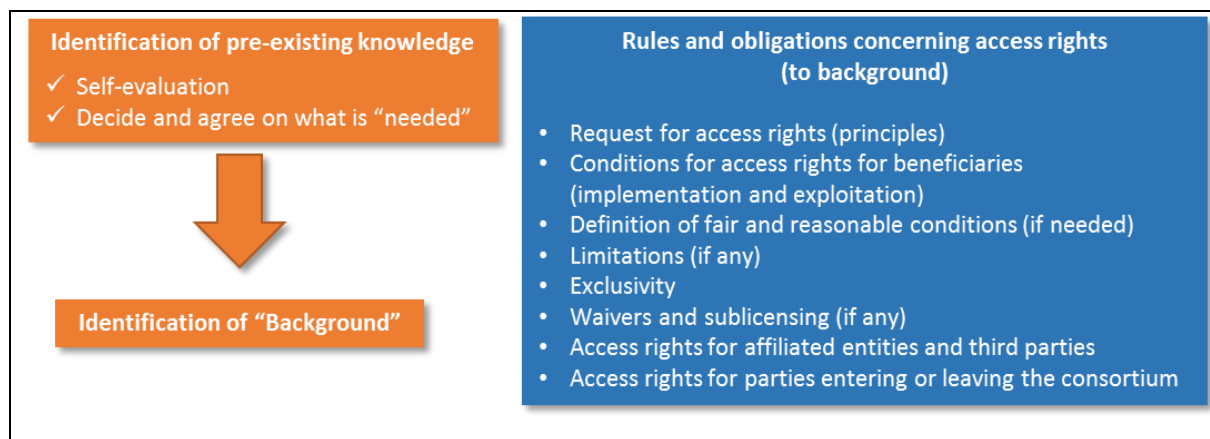 Identification of pre-existing knowledge
✓ Self-evaluation
✓ Decide and agree on what is “needed”
Identification of “Background”
Rules and obligations concerning access rights
(to background)
• Request for access rights (principles)
• Conditions for access rights for beneficiaries
(implementation and exploitation)
• Definition of fair and reasonable conditions (if needed)
• Limitations (if any)
• Exclusivity
• Waivers and sublicensing (if any)
• Access rights for affiliated entities and third parties
• Access rights for parties entering or leaving the consortium